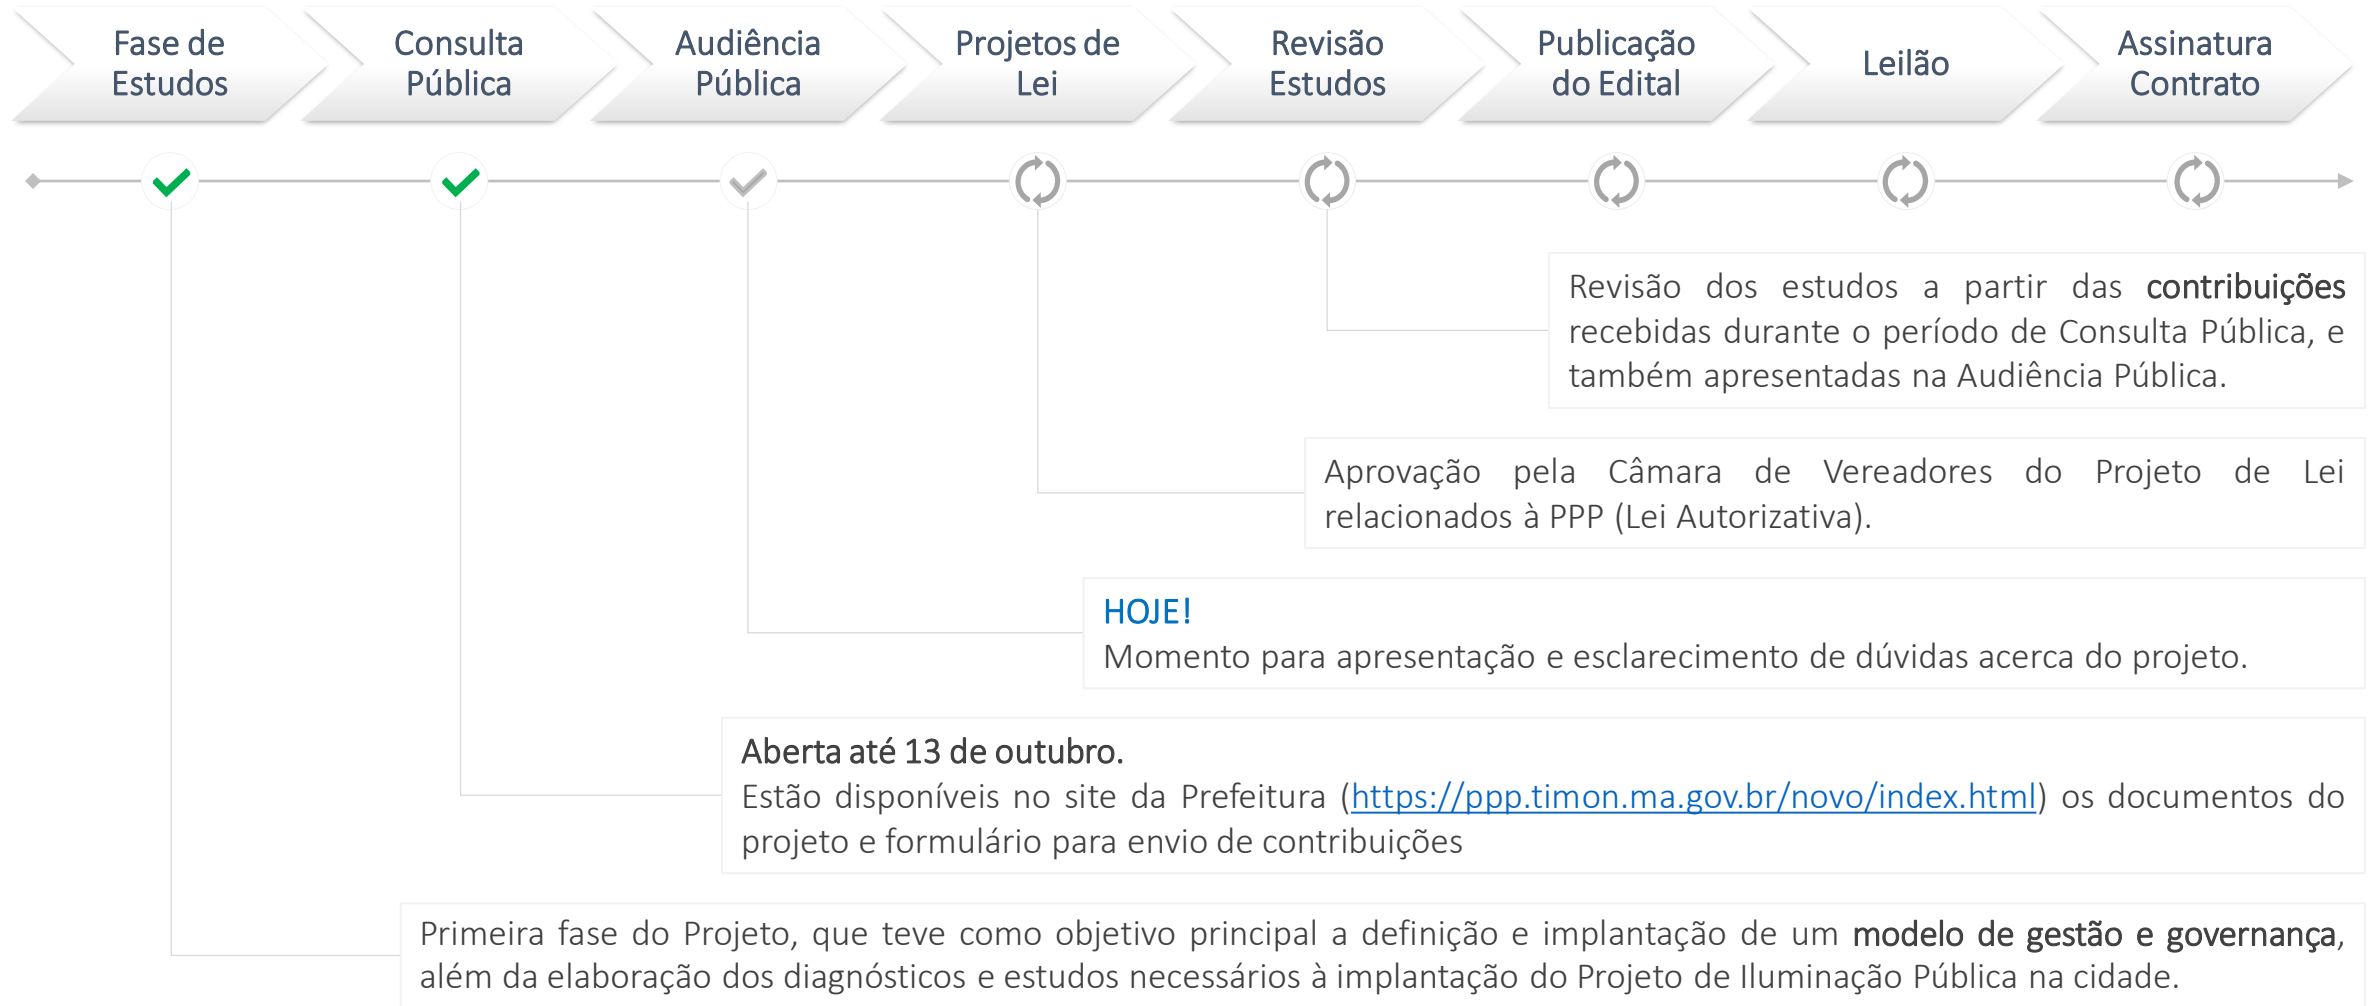 Fase de
Estudos
Consulta
Pública
Audiência
Pública
Projetos de
Lei
Revisão
Estudos
Publicação
do Edital
Leilão
Assinatura
Contrato
Revisão dos estudos a partir das contribuições
recebidas durante o período de Consulta Pública, e
também apresentadas na Audiência Pública.
Aprovação pela Câmara de Vereadores do Projeto de Lei
relacionados à PPP (Lei Autorizativa).
HOJE!
Momento para apresentação e esclarecimento de dúvidas acerca do projeto.
Aberta até 13 de outubro.
Estão disponíveis no site da Prefeitura (https://ppp.timon.ma.gov.br/novo/index.html) os documentos do
projeto e formulário para envio de contribuições
Primeira fase do Projeto, que teve como objetivo principal a definição e implantação de um modelo de gestão e governança,
além da elaboração dos diagnósticos e estudos necessários à implantação do Projeto de Iluminação Pública na cidade.